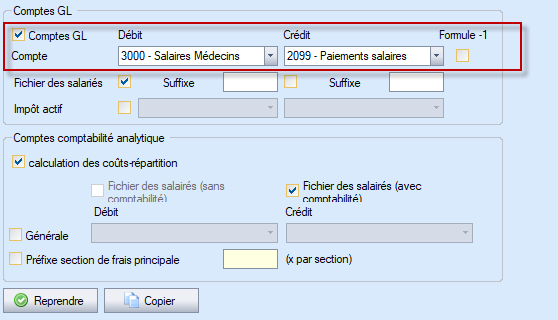 Comptes GL
Comptes GL Débit Crédit Formule -1
Compte 3000 - Salaires Médecins 2099 - Paiements salaires
Fichier des salariés Suffixe Suffixe
Impôt actif
Comptes comptabilité analytique
calculation des coûts-répartition
Fichier des salairés (sans comptabilité) Fichier des salairés (avec comptabilité)
Débit Crédit
Générale
Préfixe section de frais principale (x par section)
Reprendre Copier